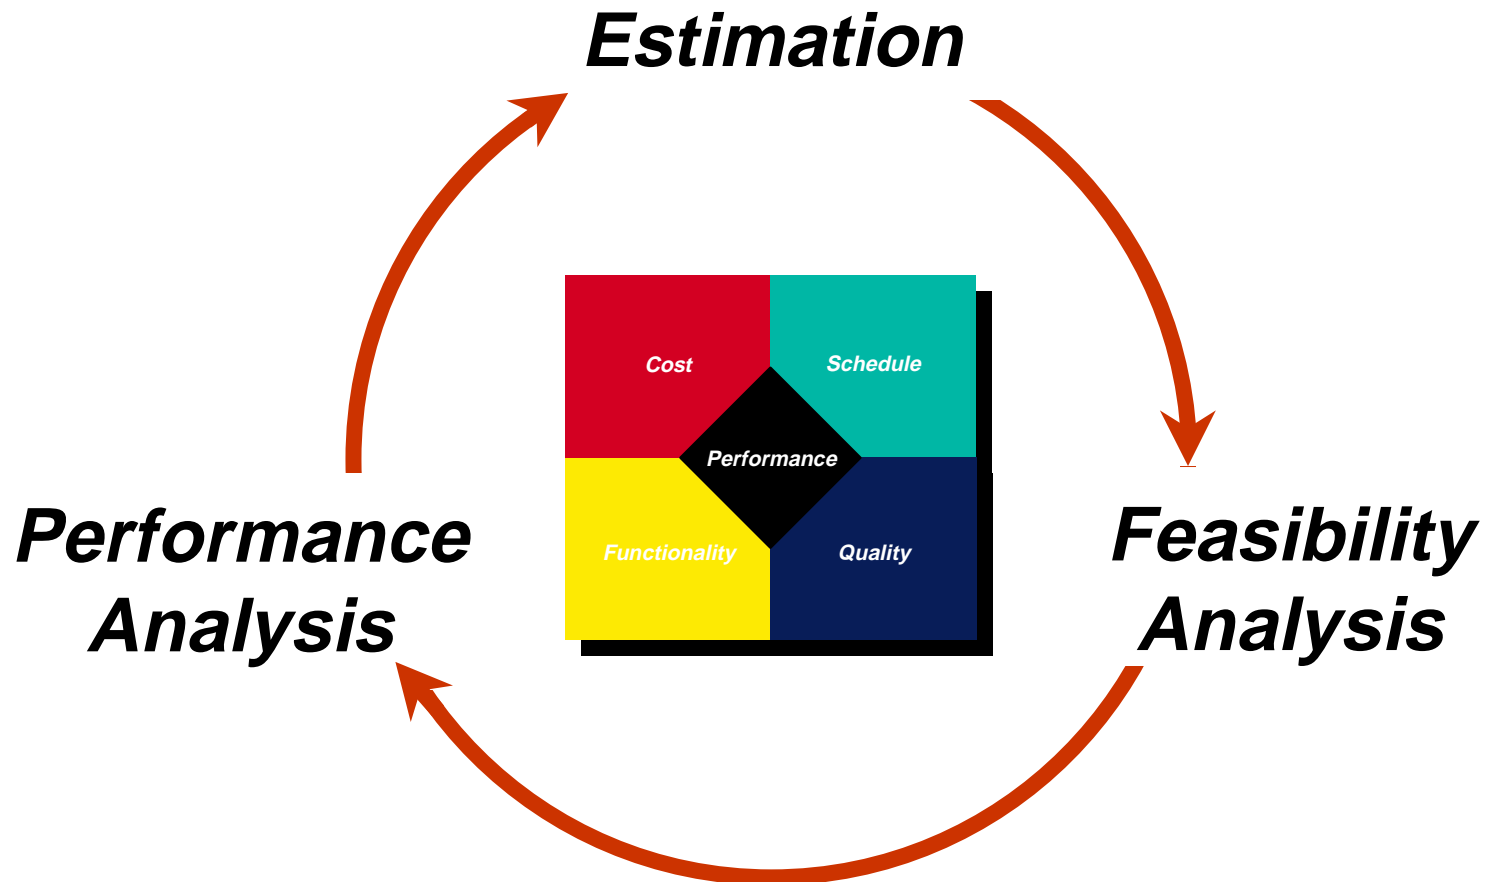 Estimation
Cost
Schedule
Performance
Functionality
Quality
Performance
Analysis
Feasibility
Analysis